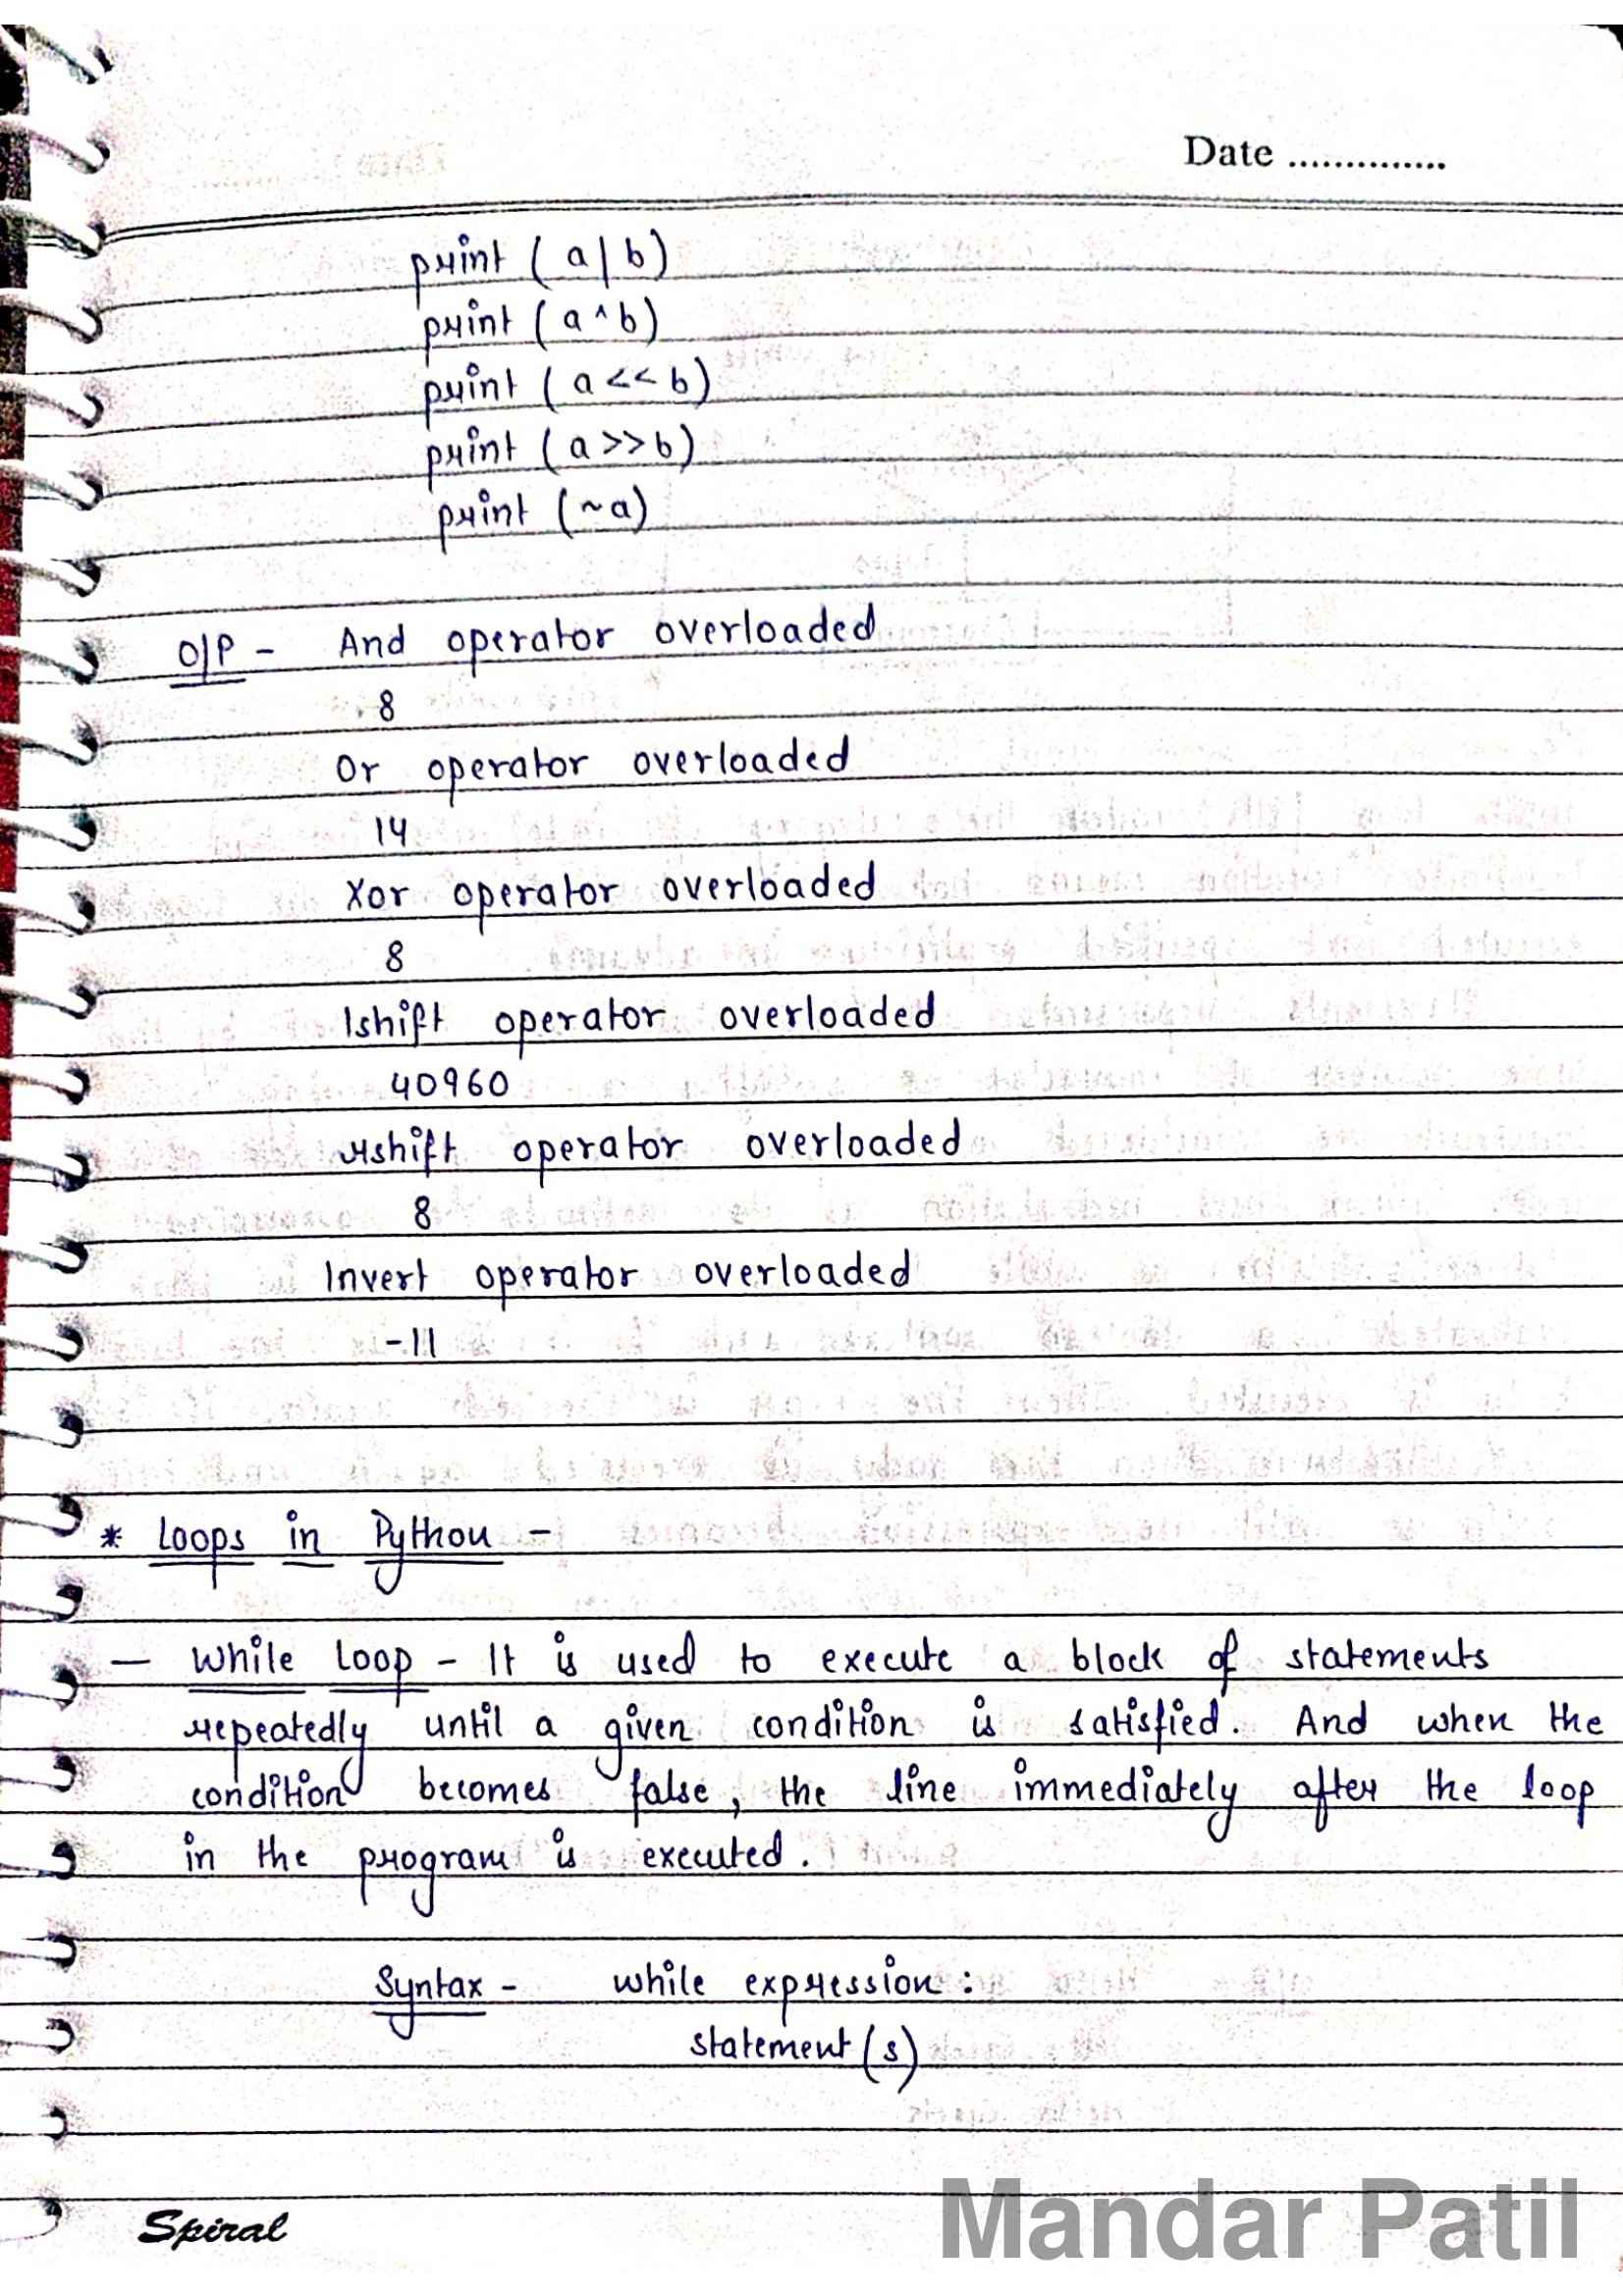 Date ..............
print ( a | b )
print ( a ^ b )
print ( a << b )
print ( a >> b )
print ( ~ a )
O/P - And operator overloaded
8
Or operator overloaded
14
Xor operator overloaded
8
lshift operator overloaded
40960
rshift operator overloaded
8
Invert operator overloaded
-11
* Loops in Python -
— While Loop - It is used to execute a block of statements
repeatedly until a given condition is satisfied. And when the
condition becomes false, the line immediately after the loop
in the program is executed.
Syntax - while expression :
statement (s)
Spiral
Mandar Patil